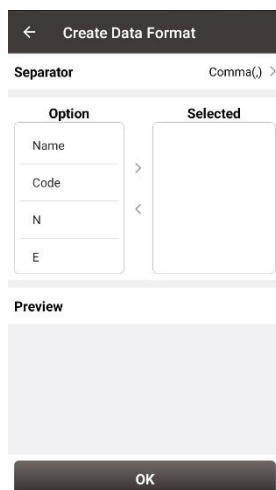 ← Create Data Format
Separator Comma(,) >
Option Selected
Name
>
Code
<
N
E
Preview
OK